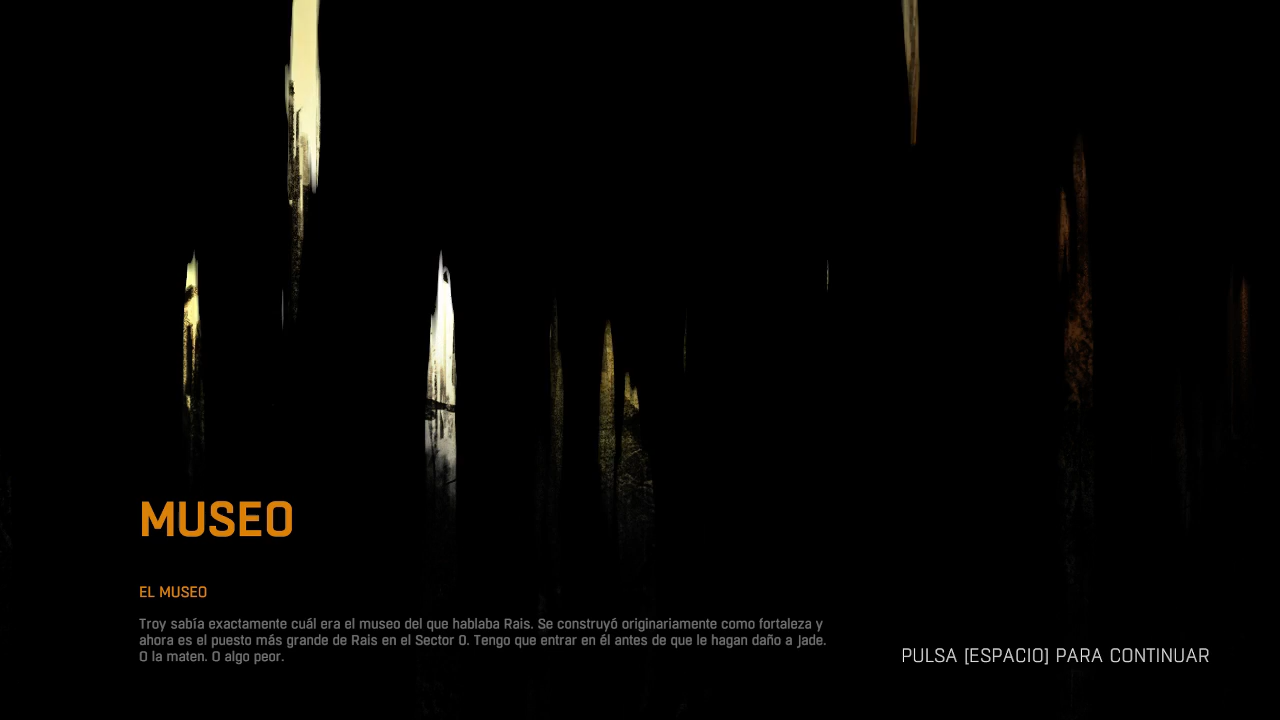 MUSEO
EL MUSEO
Troy sabía exactamente cuál era el museo del que hablaba Rais. Se construyó originariamente como fortaleza y
ahora es el puesto más grande de Rais en el Sector 0. Tengo que entrar en él antes de que le hagan daño a Jade.
O la maten. O algo peor.
PULSA [ESPACIO] PARA CONTINUAR